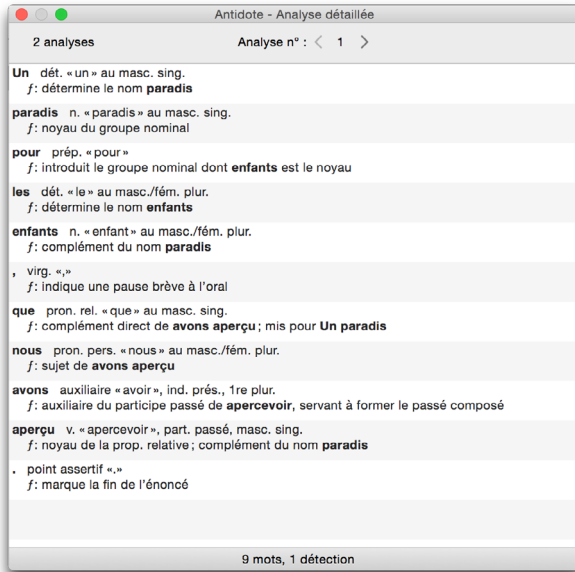 Antidote - Analyse détaillée
2 analyses Analyse n° : < 1 >
Un dét. «un» au masc. sing.
ƒ: détermine le nom paradis
paradis n. «paradis» au masc. sing.
ƒ: noyau du groupe nominal
pour prép. «pour»
ƒ: introduit le groupe nominal dont enfants est le noyau
les dét. «le» au masc./fém. plur.
ƒ: détermine le nom enfants
enfants n. «enfant» au masc./fém. plur.
ƒ: complément du nom paradis
, virg. «,»
ƒ: indique une pause brève à l'oral
que pron. rel. «que» au masc. sing.
ƒ: complément direct de avons aperçu ; mis pour Un paradis
nous pron. pers. «nous» au masc./fém. plur.
ƒ: sujet de avons aperçu
avons auxiliaire «avoir», ind. prés., 1re plur.
ƒ: auxiliaire du participe passé de apercevoir, servant à former le passé composé
aperçu v. «apercevoir», part. passé, masc. sing.
ƒ: noyau de la prop. relative ; complément du nom paradis
. point assertif «.»
ƒ: marque la fin de l'énoncé
9 mots, 1 détection